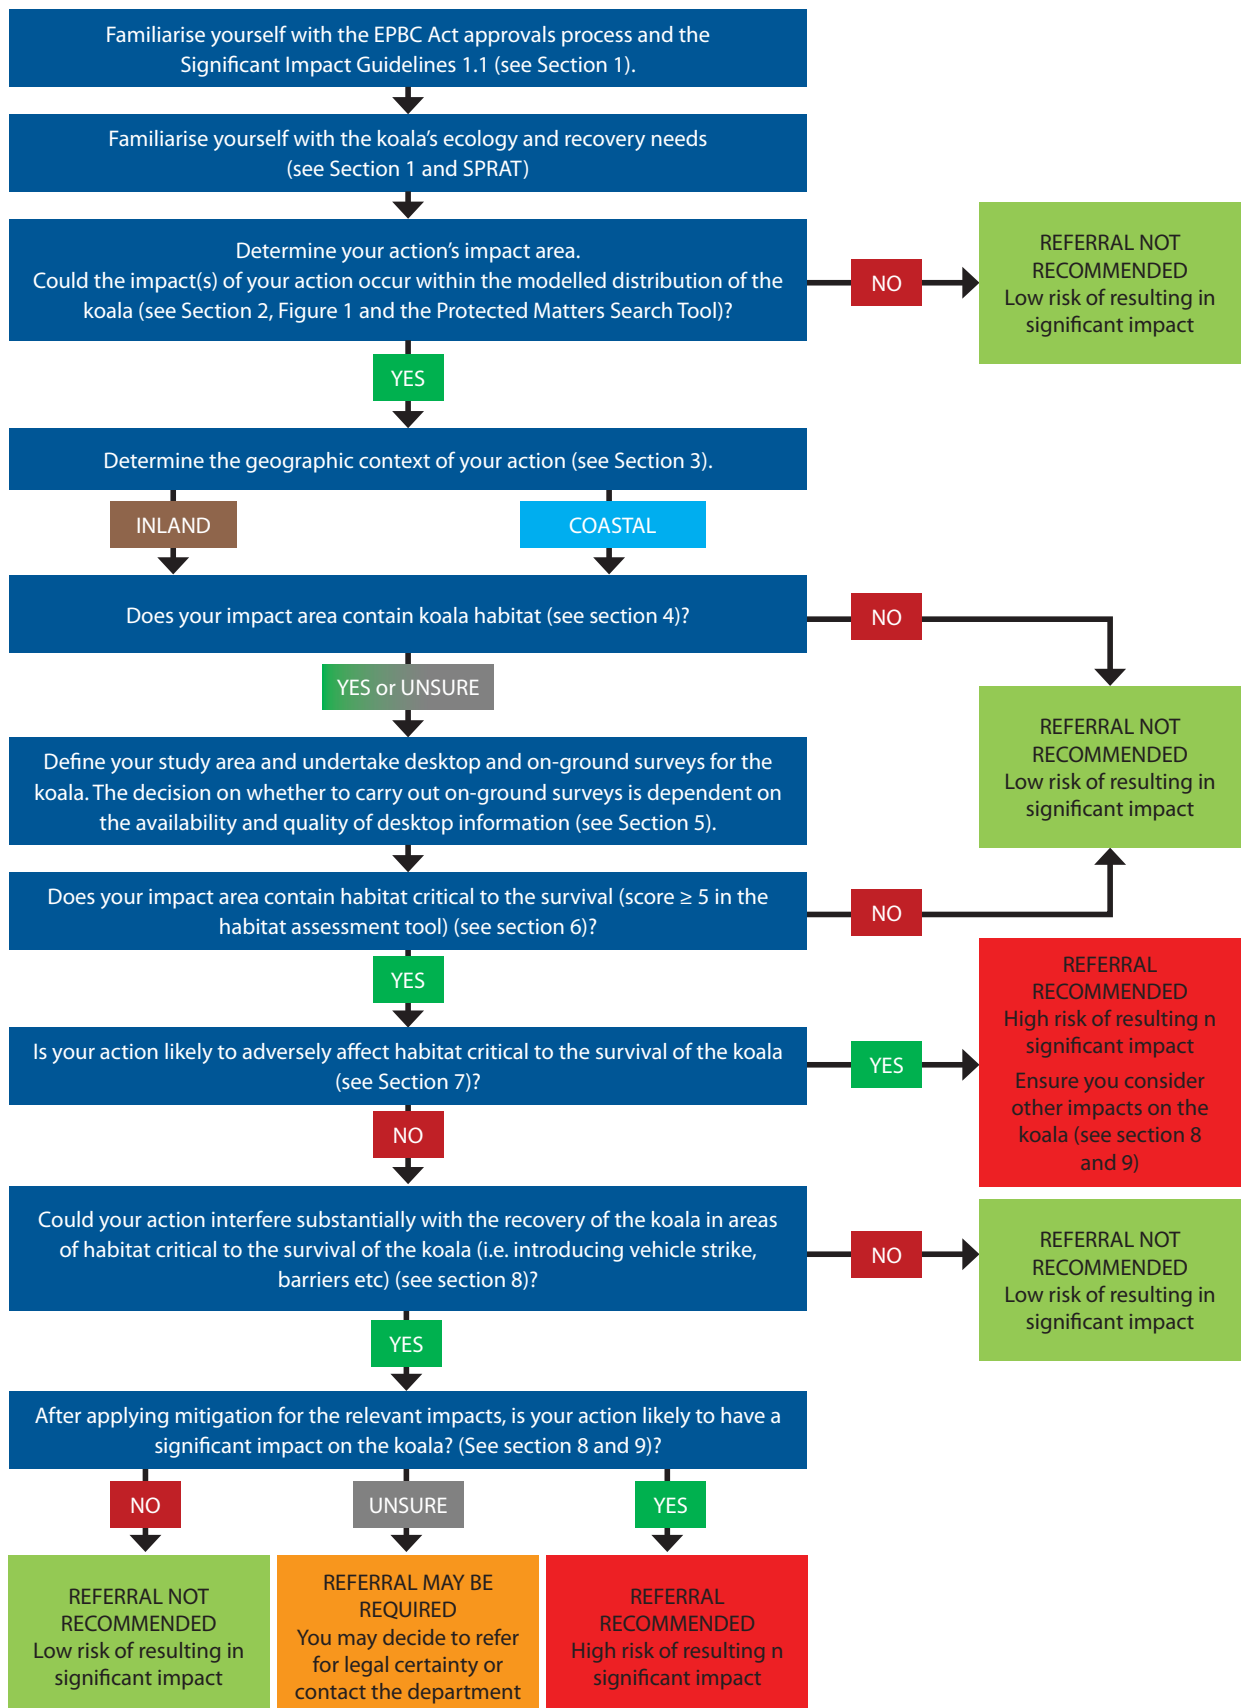 Familiarise yourself with the EPBC Act approvals process and the
Significant Impact Guidelines 1.1 (see Section 1).
Familiarise yourself with the koala's ecology and recovery needs
(see Section 1 and SPRAT)
Determine your action's impact area.
Could the impact(s) of your action occur within the modelled distribution of the
koala (see Section 2, Figure 1 and the Protected Matters Search Tool)?
NO
REFERRAL NOT
RECOMMENDED
Low risk of resulting in
significant impact
YES
Determine the geographic context of your action (see Section 3).
INLAND
COASTAL
Does your impact area contain koala habitat (see section 4)?
NO
YES or UNSURE
REFERRAL NOT
RECOMMENDED
Low risk of resulting in
significant impact
Define your study area and undertake desktop and on-ground surveys for the
koala. The decision on whether to carry out on-ground surveys is dependent on
the availability and quality of desktop information (see Section 5).
Does your impact area contain habitat critical to the survival (score ≥ 5 in the
habitat assessment tool) (see section 6)?
NO
YES
REFERRAL
RECOMMENDED
High risk of resulting n
significant impact
Ensure you consider
other impacts on the
koala (see section 8
and 9)
Is your action likely to adversely affect habitat critical to the survival of the koala
(see Section 7)?
YES
NO
Could your action interfere substantially with the recovery of the koala in areas
of habitat critical to the survival of the koala (i.e. introducing vehicle strike,
barriers etc) (see section 8)?
NO
REFERRAL NOT
RECOMMENDED
Low risk of resulting in
significant impact
YES
After applying mitigation for the relevant impacts, is your action likely to have a
significant impact on the koala? (See section 8 and 9)?
NO
UNSURE
YES
REFERRAL NOT
RECOMMENDED
Low risk of resulting in
significant impact
REFERRAL MAY BE
REQUIRED
You may decide to refer
for legal certainty or
contact the department
REFERRAL
RECOMMENDED
High risk of resulting n
significant impact